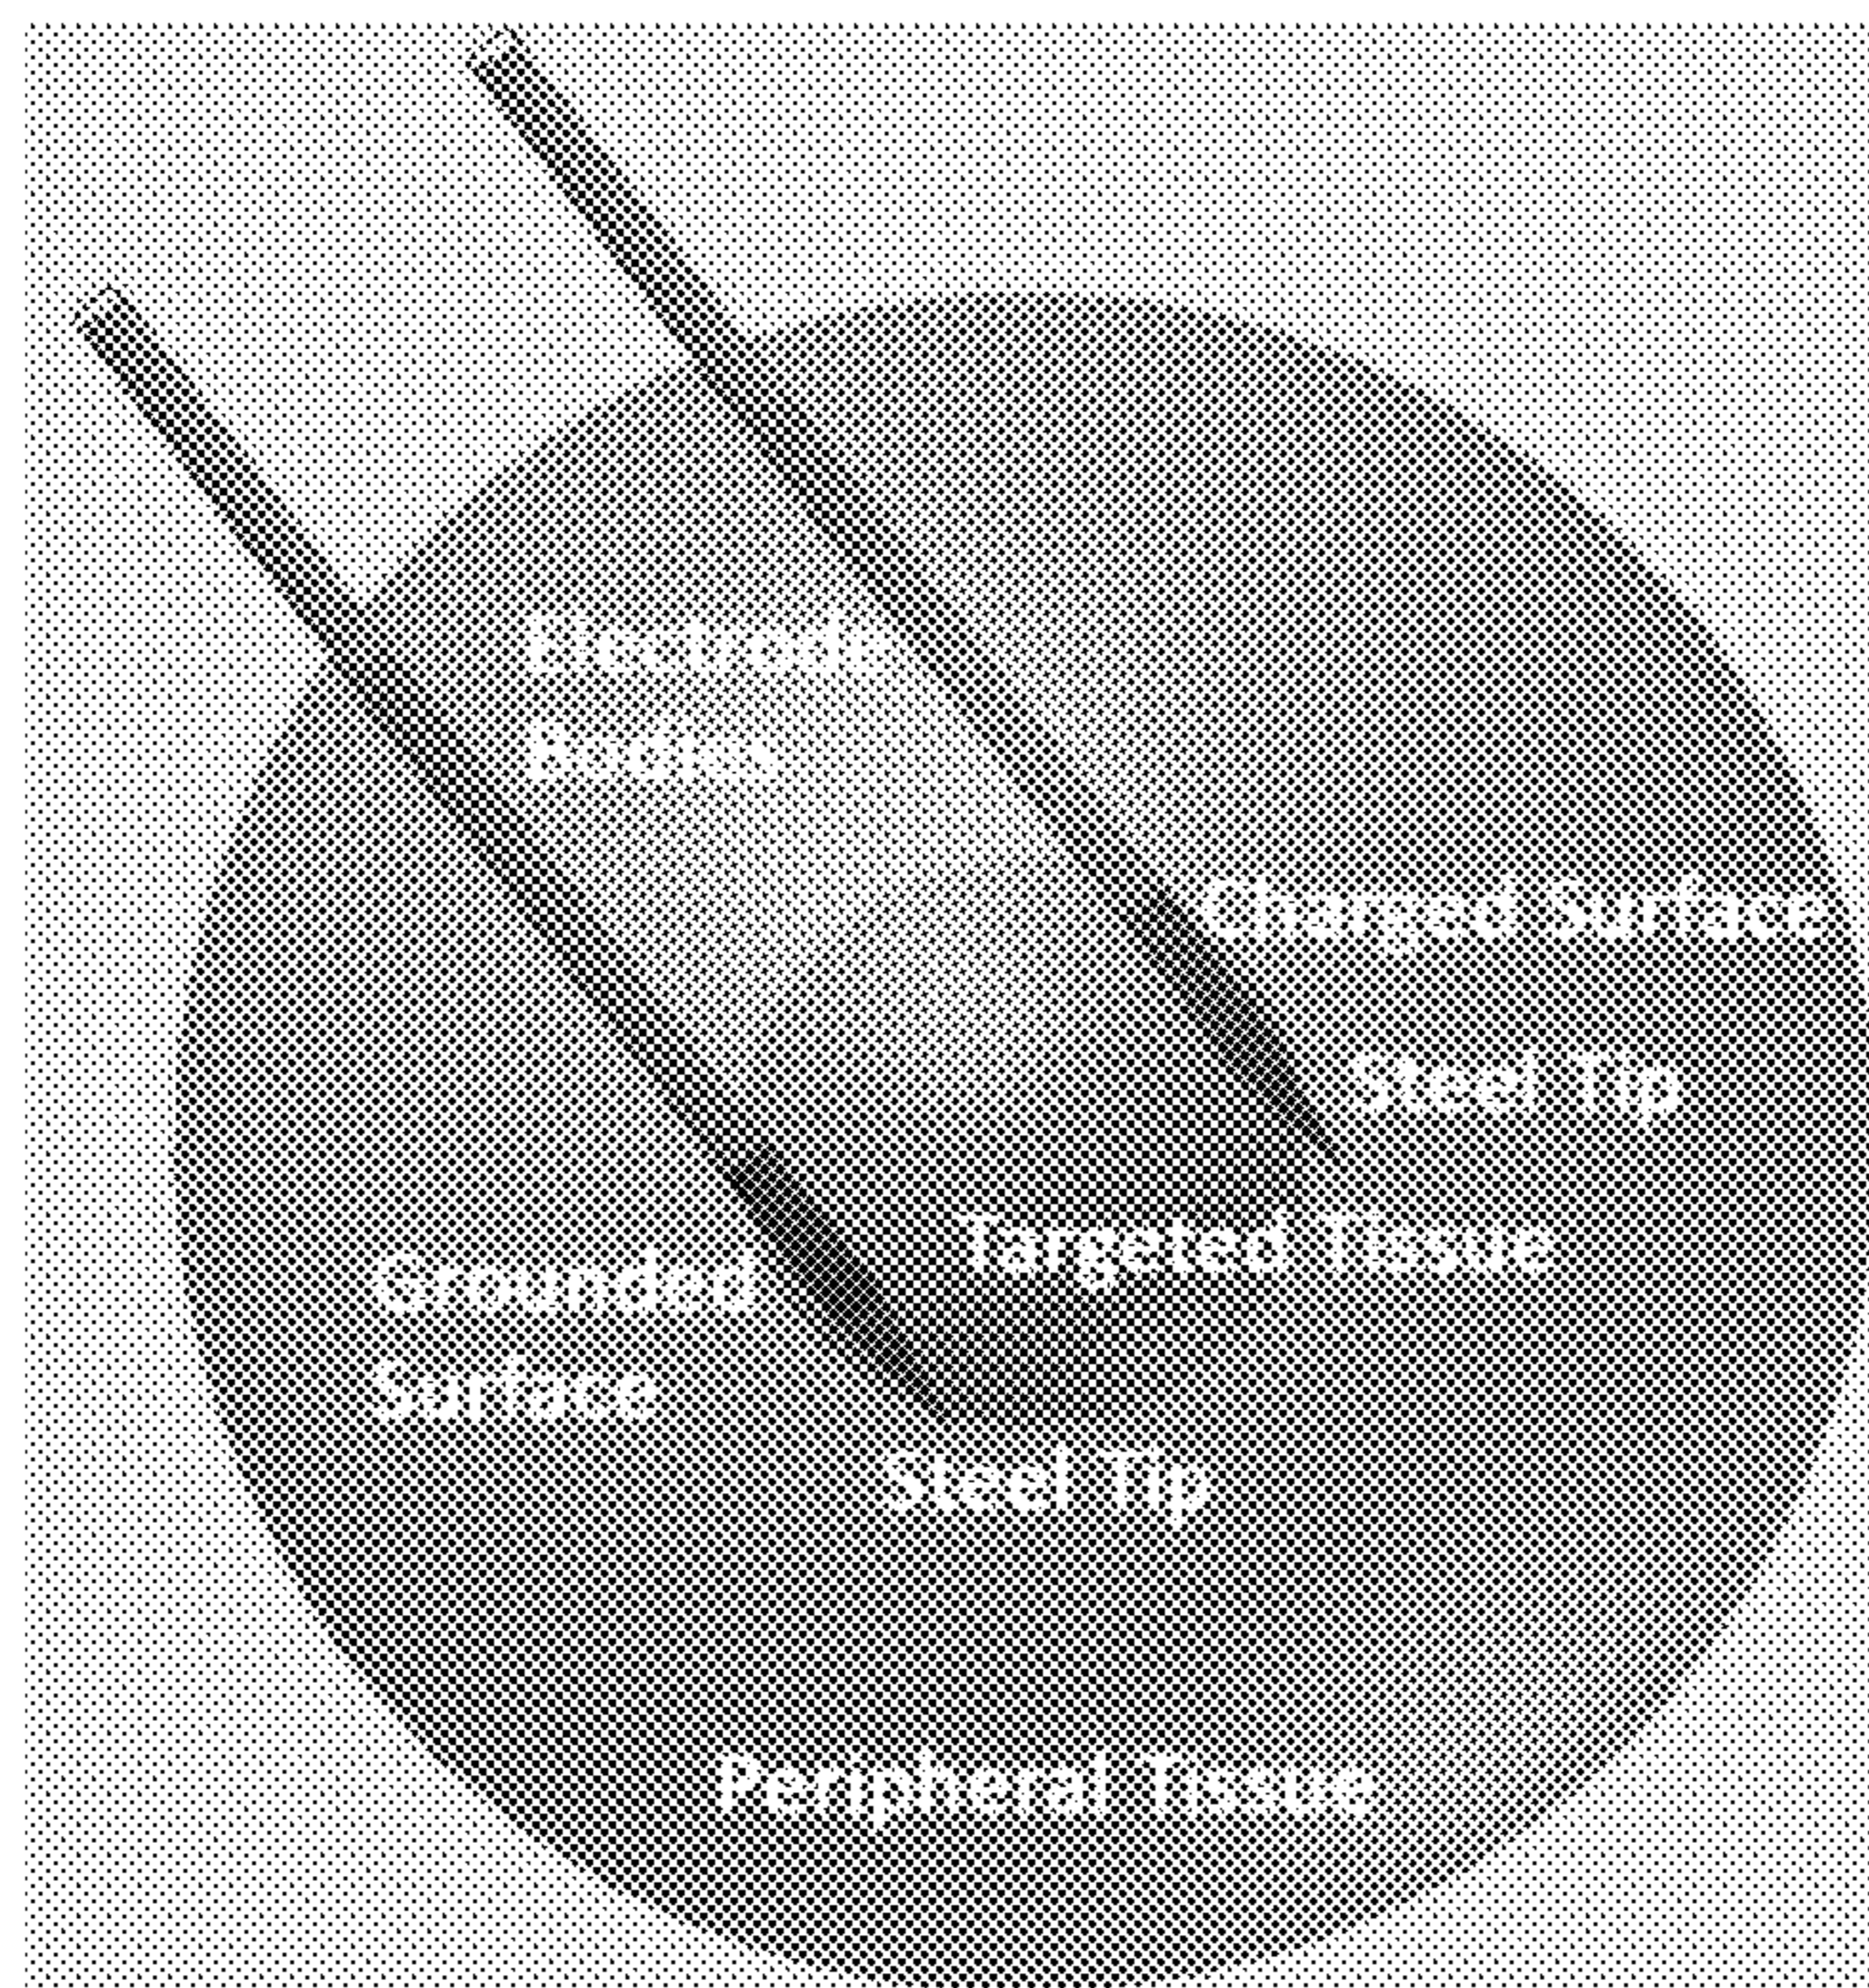 Electrode
Bodies
Charged Surface
Steel Tip
Targeted Tissue
Grounded
Surface
Steel Tip
Peripheral Tissue